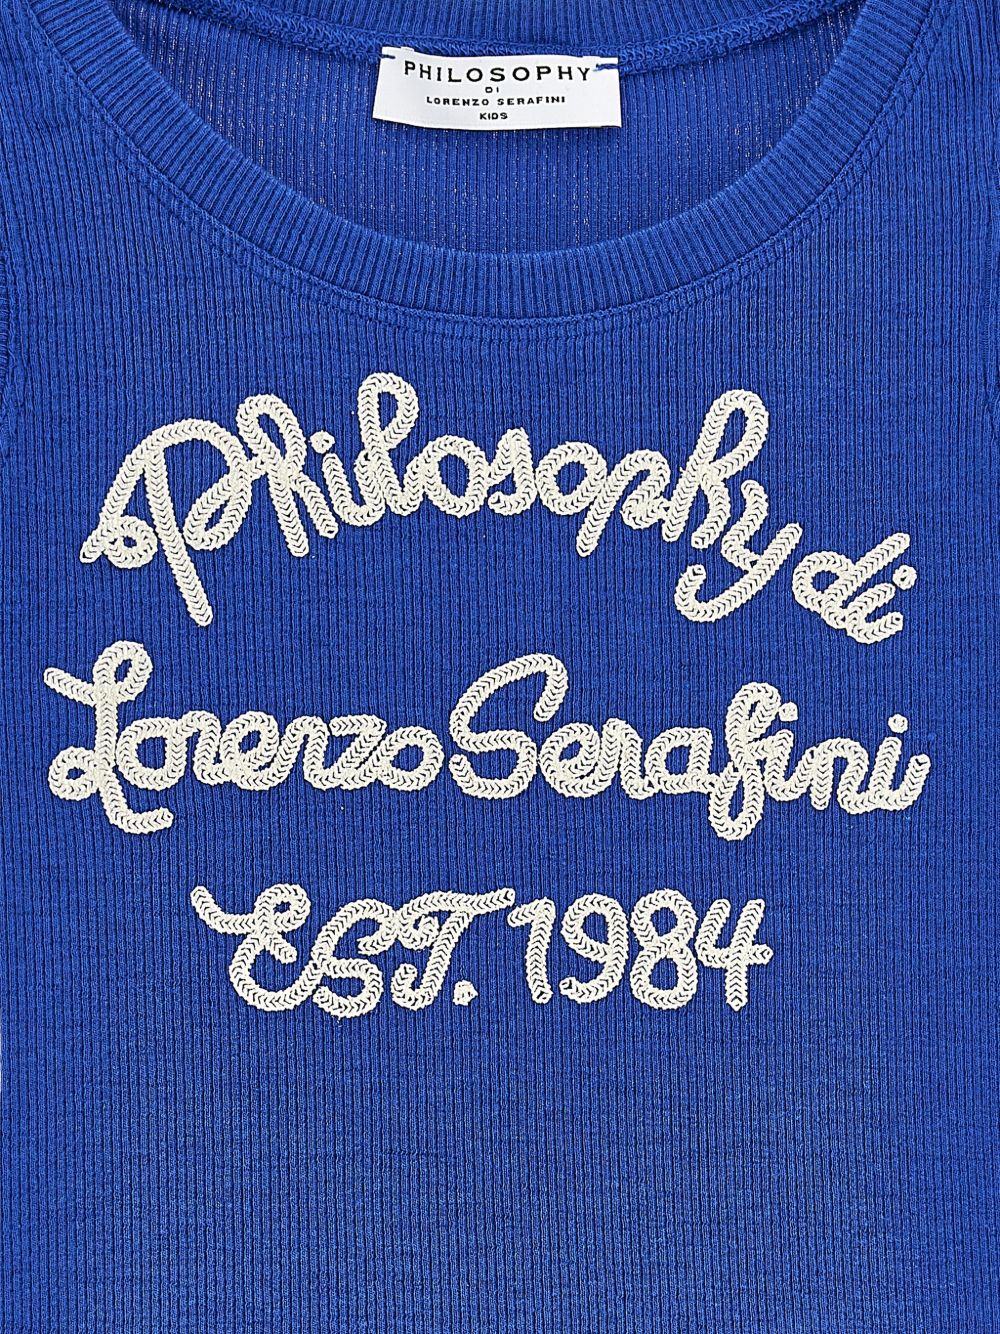 PHILOSOPHY
DI
LORENZO SERAFINI
KIDS
Philosophy di
Lorenzo Serafini
EST. 1984